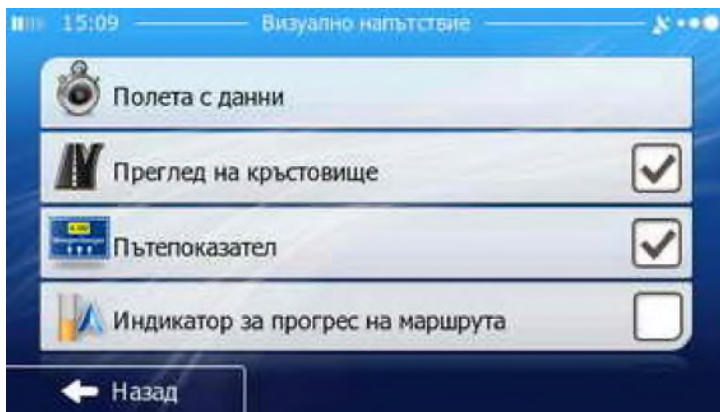 15:09 Визуално напътствие
Полета с данни
Преглед на кръстовище
Пътепоказател
Индикатор за прогрес на маршрута
Назад